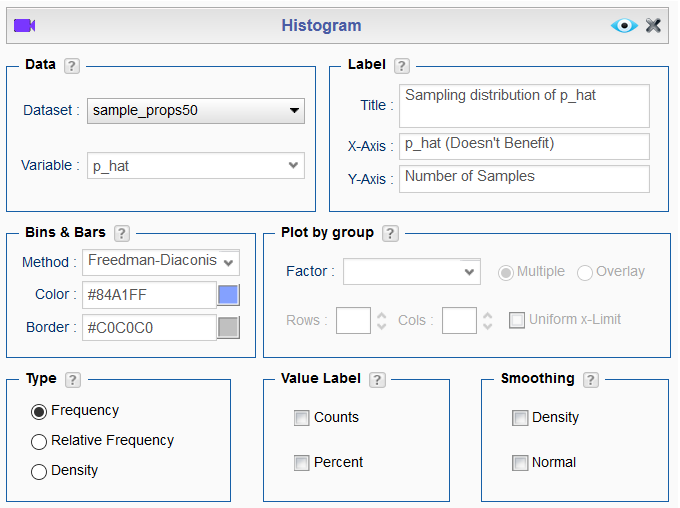 Histogram
Data ?
Dataset : sample_props50
Variable : p_hat
Label ?
Title : Sampling distribution of p_hat
X-Axis : p_hat (Doesn't Benefit)
Y-Axis : Number of Samples
Bins & Bars ?
Method : Freedman-Diaconis
Color : #84A1FF
Border : #C0C0C0
Plot by group ?
Factor : Multiple Overlay
Rows : Cols : Uniform x-Limit
Type ?
Frequency
Relative Frequency
Density
Value Label ?
Counts
Percent
Smoothing ?
Density
Normal